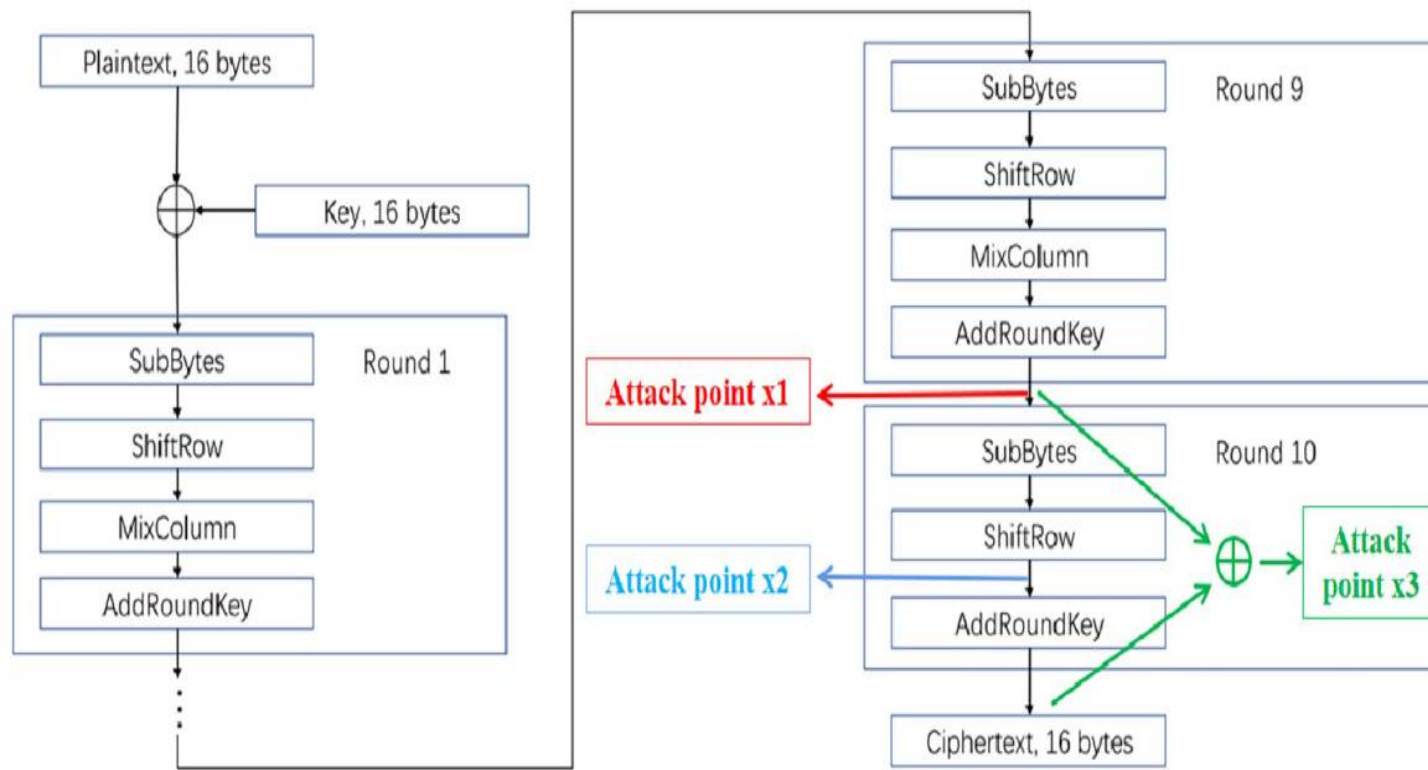 Plaintext, 16 bytes
Key, 16 bytes
SubBytes
Round 1
ShiftRow
MixColumn
AddRoundKey
SubBytes
Round 9
ShiftRow
MixColumn
AddRoundKey
Attack point x1
SubBytes
Round 10
ShiftRow
Attack point x2
AddRoundKey
Attack
point x3
Ciphertext, 16 bytes